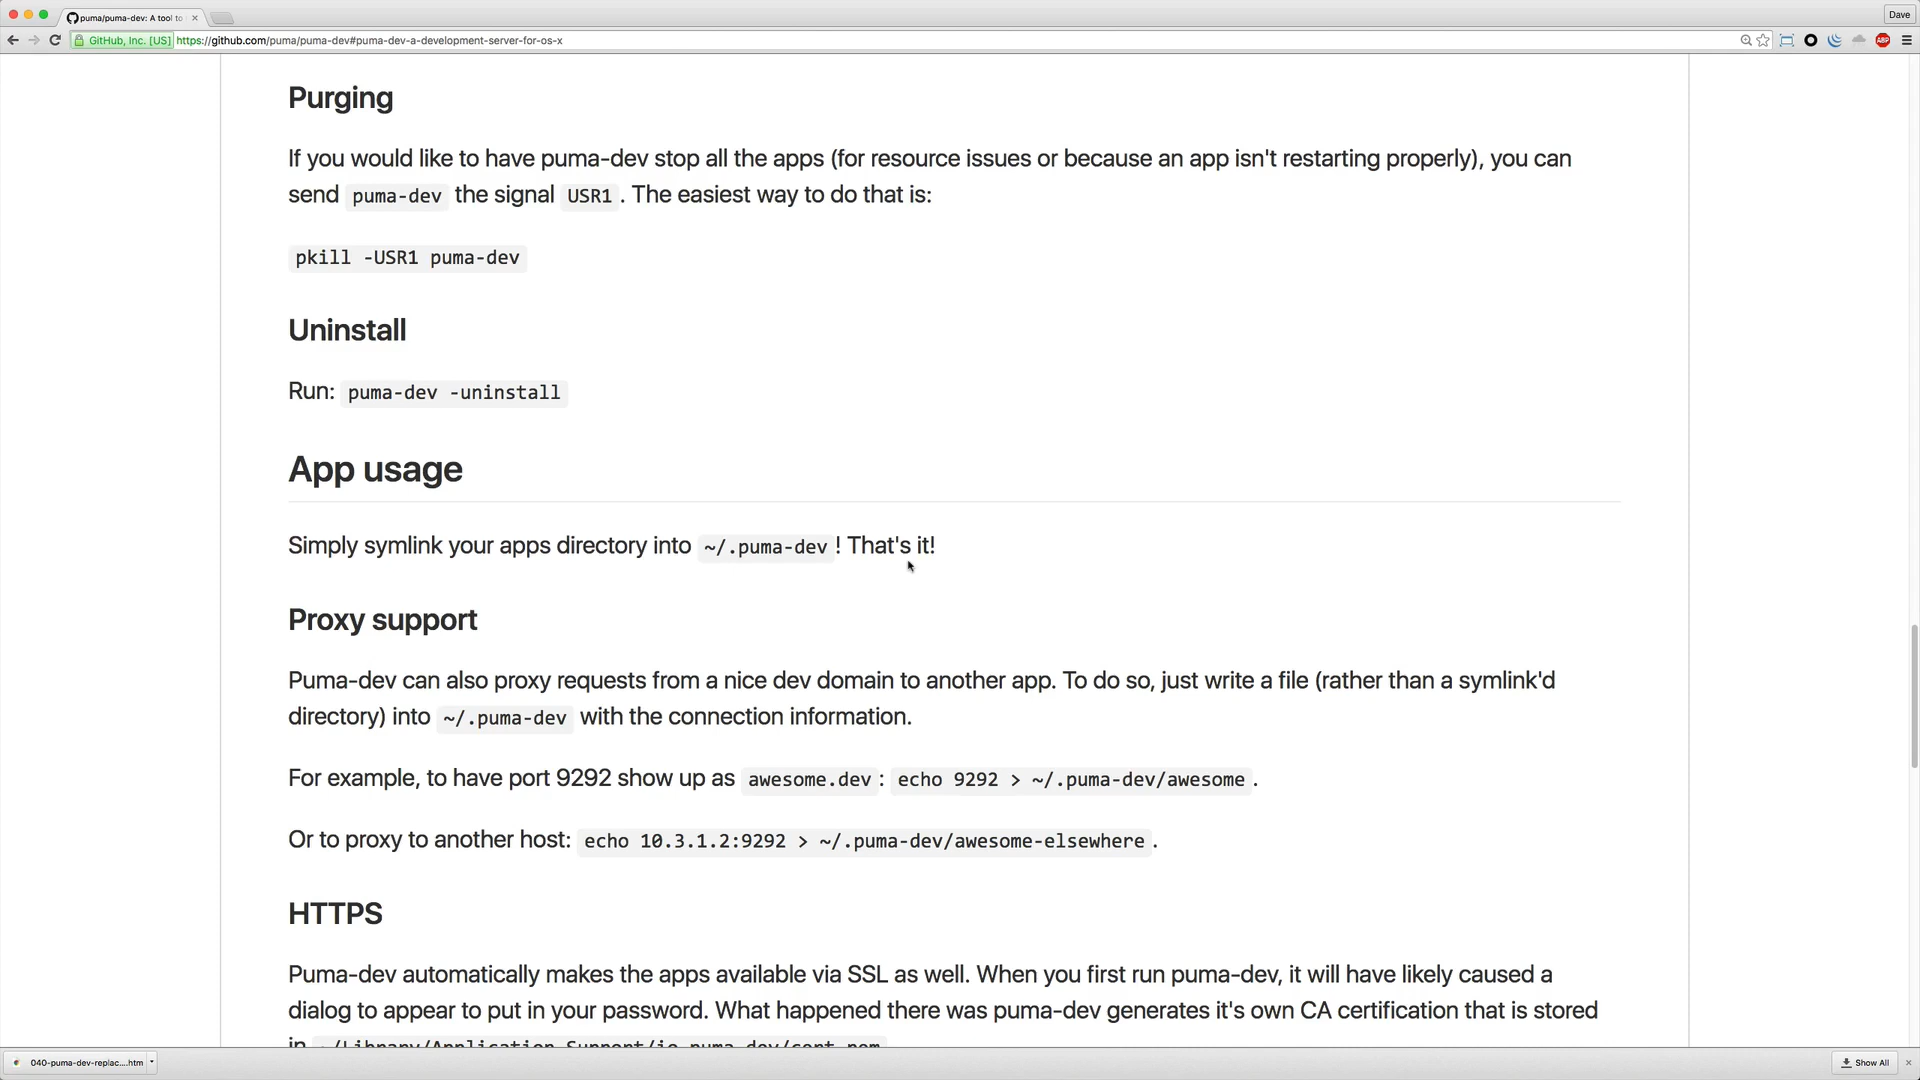 puma/puma-dev: A tool to
Dave
GitHub, Inc. [US] https://github.com/puma/puma-dev#puma-dev-a-development-server-for-os-x
ABP
Purging
If you would like to have puma-dev stop all the apps (for resource issues or because an app isn't restarting properly), you can
send puma-dev the signal USR1 . The easiest way to do that is:
pkill -USR1 puma-dev
Uninstall
Run: puma-dev -uninstall
App usage
Simply symlink your apps directory into ~/.puma-dev ! That's it!
Proxy support
Puma-dev can also proxy requests from a nice dev domain to another app. To do so, just write a file (rather than a symlink'd
directory) into ~/.puma-dev with the connection information.
For example, to have port 9292 show up as awesome.dev : echo 9292 > ~/.puma-dev/awesome .
Or to proxy to another host: echo 10.3.1.2:9292 > ~/.puma-dev/awesome-elsewhere .
HTTPS
Puma-dev automatically makes the apps available via SSL as well. When you first run puma-dev, it will have likely caused a
dialog to appear to put in your password. What happened there was puma-dev generates it's own CA certification that is stored
in ~/Library/Application Support/io.puma.dev/cert.pem
040-puma-dev-replac....htm
Show All